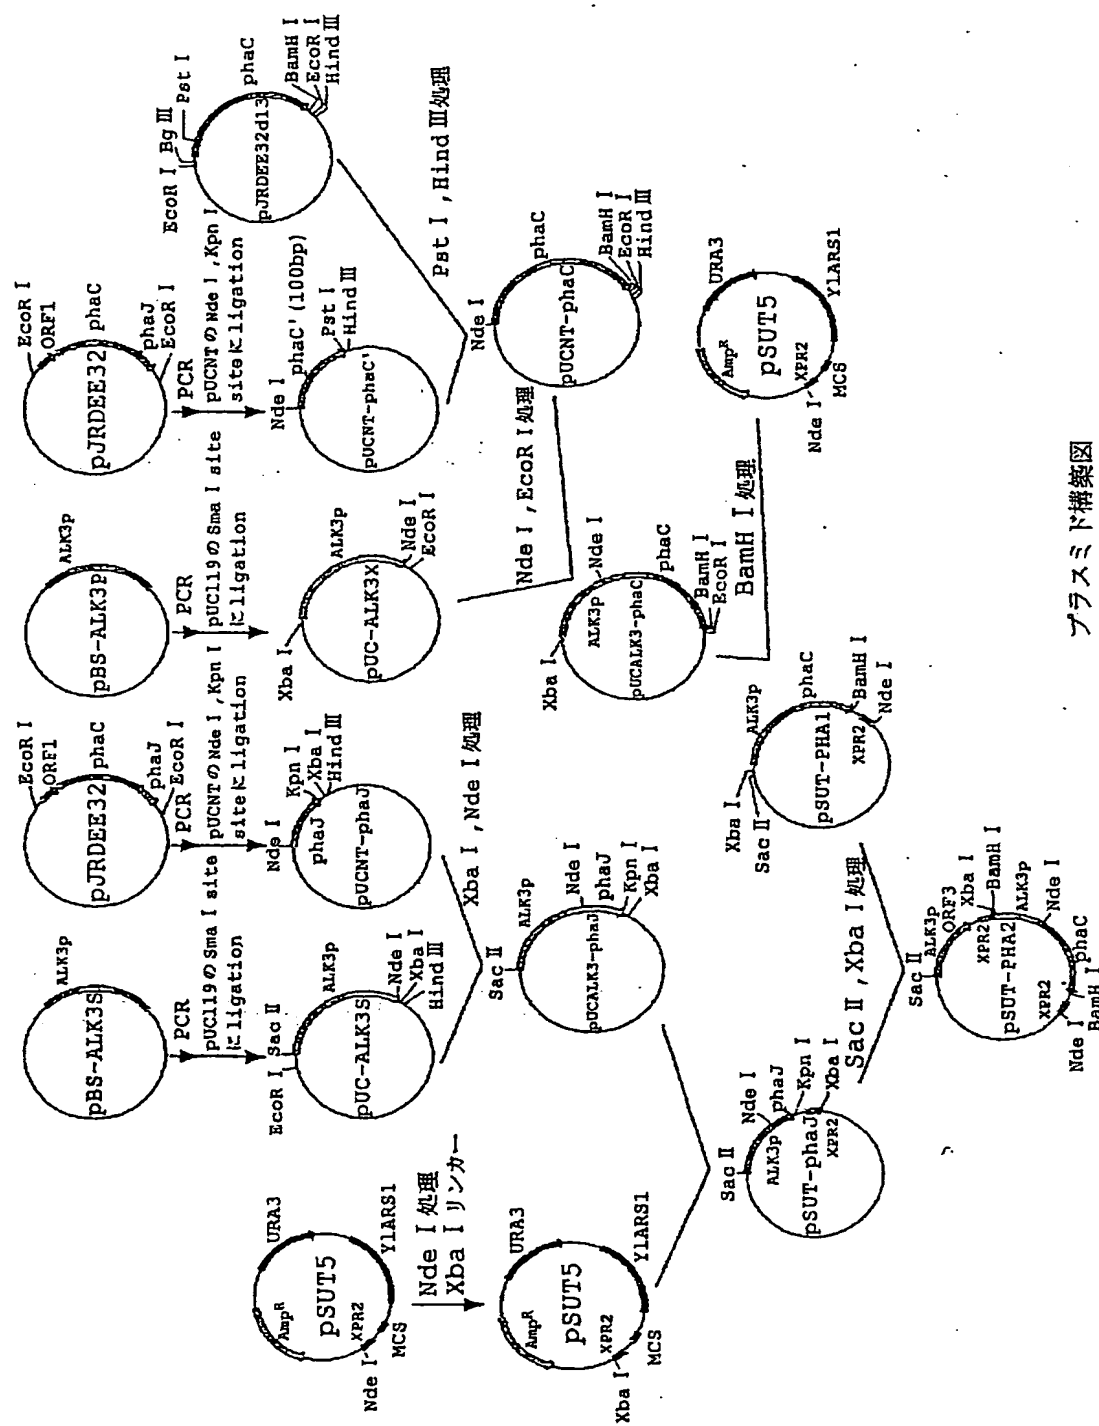 EcoR I
ORF1
phaC
pJRDEE32
phaJ
EcoR I
PCR
pUCNTのNde I ,Kpn I
siteにligation
Nde I
phaC'(100bp)
Pst I
Hind Ⅲ
pUCNT-phaC'
EcoR I
Bg Ⅲ
Pst I
phaC
pJRDEE32d13
BamH I
EcoR I
Hind Ⅲ
Pst I ,Hind Ⅲ処理
Nde I
phaC
pUCNT-phaC
BamH I
EcoR I
Hind Ⅲ
ALK3p
pBS-ALK3P
PCR
pUC119のSma I site
にligation
Xba I
ALK3p
pUC-ALK3X
Nde I
EcoR I
Nde I ,EcoR I処理
Xba I
ALK3p
Nde I
phaC
pUCALK3-phaC
BamH I
EcoR I
URA3
Amp^R
pSUT5
XPR2
Nde I
YlARS1
MCS
BamH I処理
Xba I
Sac Ⅱ
ALK3p
phaC
pSUT-PHA1
BamH I
XPR2
Nde I
EcoR I
ORF1
phaC
pJRDEE32
phaJ
EcoR I
PCR
pUCNTのNde I ,Kpn I
siteにligation
Nde I
Kpn I
Xba I
Hind Ⅲ
phaJ
pUCNT-phaJ
ALK3p
pBS-ALK3S
PCR
pUC119のSma I site
にligation
EcoR I
Sac Ⅱ
ALK3p
pUC-ALK3S
Nde I
Xba I
Hind Ⅲ
Xba I ,Nde I処理
Sac Ⅱ
ALK3p
Nde I
phaJ
Kpn I
Xba I
pUCALK3-phaJ
URA3
Amp^R
pSUT5
XPR2
Nde I
YlARS1
MCS
Nde I処理
Xba I リンカー
URA3
Amp^R
pSUT5
XPR2
Xba I
YlARS1
MCS
Sac Ⅱ
Nde I
ALK3p
phaJ
Kpn I
Xba I
pSUT-phaJ
XPR2
Sac Ⅱ,Xba I処理
Sac Ⅱ
ALK3p
ORF3
Xba I
XPR2
BamH I
ALK3p
pSUT-PHA2
Nde I
XPR2
phaC
Nde I
BamH I
プラスミド構築図